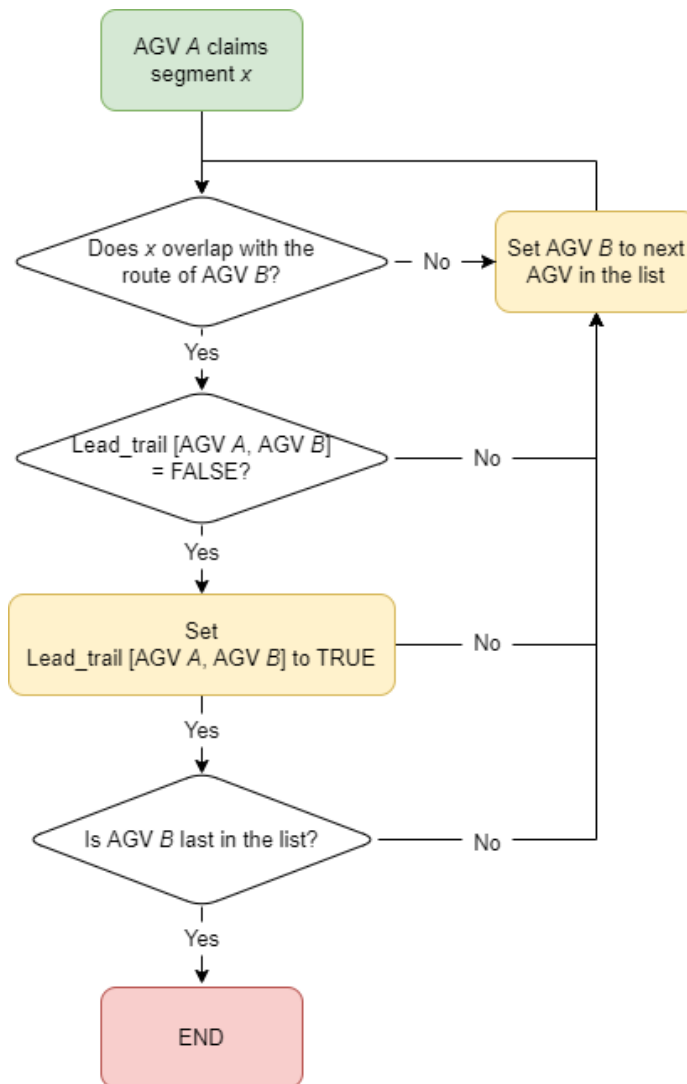 AGV A claims
segment x
Does x overlap with the
route of AGV B?
No
Set AGV B to next
AGV in the list
Yes
Lead_trail [AGV A, AGV B]
= FALSE?
No
Yes
Set
Lead_trail [AGV A, AGV B] to TRUE
No
Yes
Is AGV B last in the list?
No
Yes
END